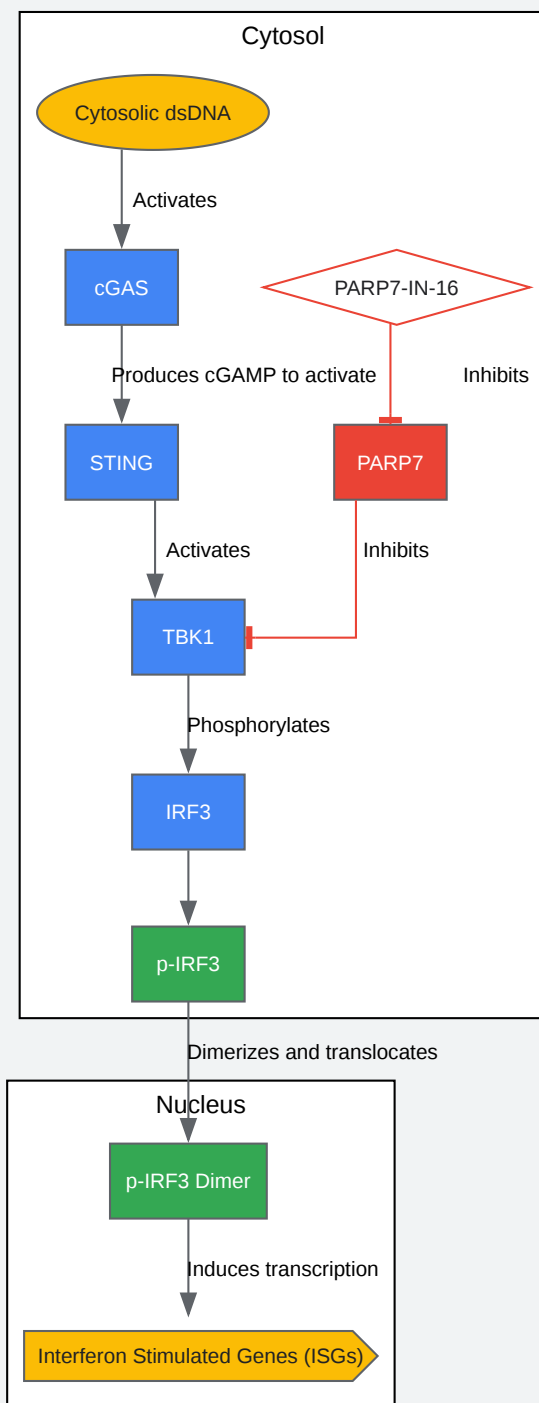 Cytosol
Cytosolic dsDNA
Activates
cGAS
PARP7-IN-16
Produces cGAMP to activate
Inhibits
STING
PARP7
Activates
Inhibits
TBK1
Phosphorylates
IRF3
p-IRF3
Dimerizes and translocates
Nucleus
p-IRF3 Dimer
Induces transcription
Interferon Stimulated Genes (ISGs)